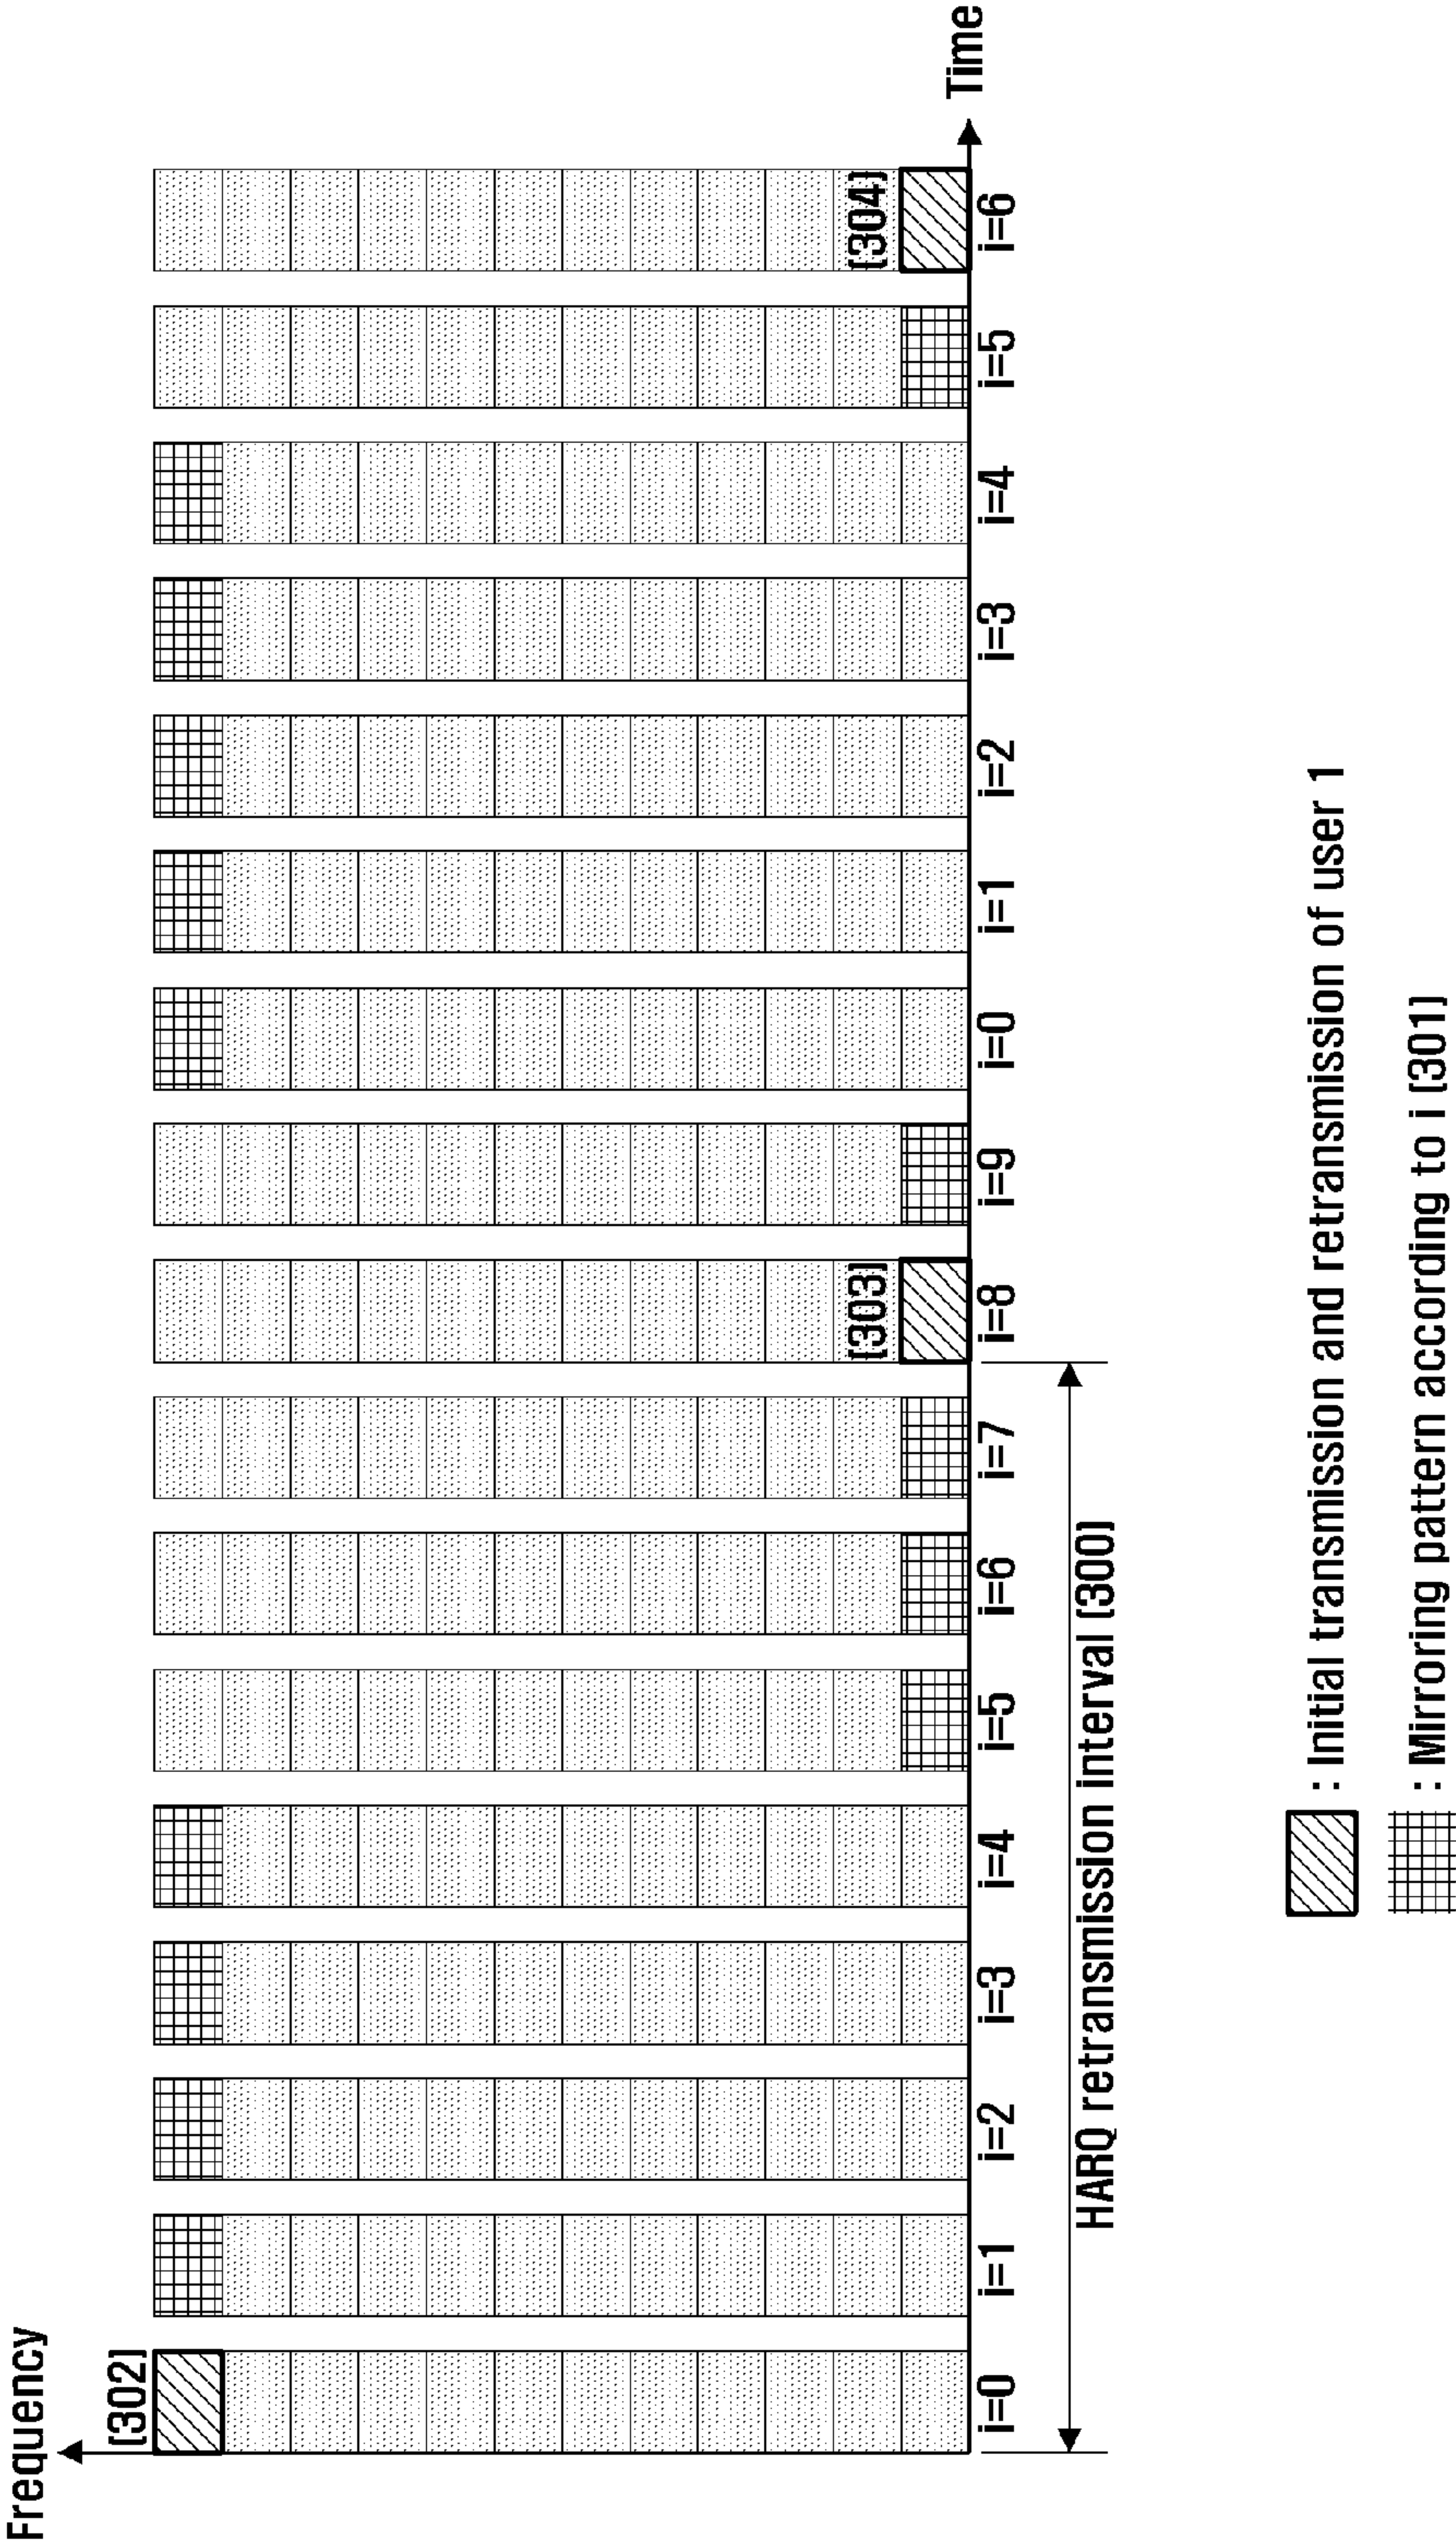 Frequency
[302]
[303]
[304]
i=0 i=1 i=2 i=3 i=4 i=5 i=6 i=7 i=8 i=9 i=0 i=1 i=2 i=3 i=4 i=5 i=6
Time
HARQ retransmission interval [300]
: Initial transmission and retransmission of user 1
: Mirroring pattern according to i [301]